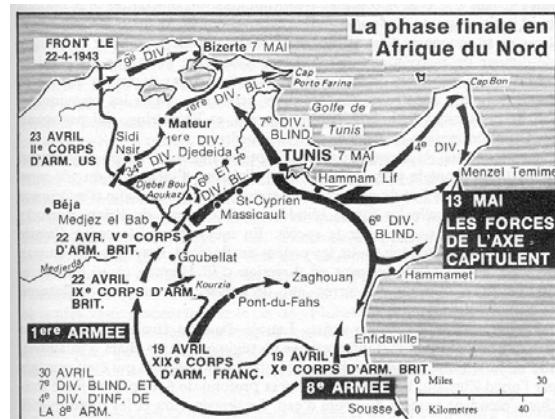 La phase finale en
Afrique du Nord
FRONT LE
22-4-1943
9e DIV.
Bizerte 7 MAI
Cap
Porto Farina
1ere DIV. BL.
Golfe de
Tunis
Cap Bon
Mateur
7e DIV.
BLIND.
4e DIV.
23 AVRIL
IIe CORPS
D'ARM. US
Sidi
Nsir
34e DIV.
Djedeida
TUNIS 7 MAI
Menzel Temime
Djebel Bou
Aoukaz
6e ET 7e
DIV. BL.
Hammam Lif
Béja
St-Cyprien
Massicault
6e DIV.
BLIND.
13 MAI
LES FORCES
DE L'AXE
CAPITULENT
Medjez el Bab
22 AVR. Ve CORPS
D'ARM. BRIT.
Medjerda
Goubellat
Hammamet
22 AVRIL
IXe CORPS D'ARM.
BRIT.
Kourzia
Zaghouan
Pont-du-Fahs
1ere ARMEE
19 AVRIL
XIXe CORPS
D'ARM. FRANÇ.
Enfidaville
19 AVRIL
Xe CORPS D'ARM. BRIT.
8e ARMEE
30 AVRIL
7e DIV. BLIND. ET
4e DIV. D'INF. DE
LA 8e ARM.
Sousse
0 Miles 30
0 Kilometres 40